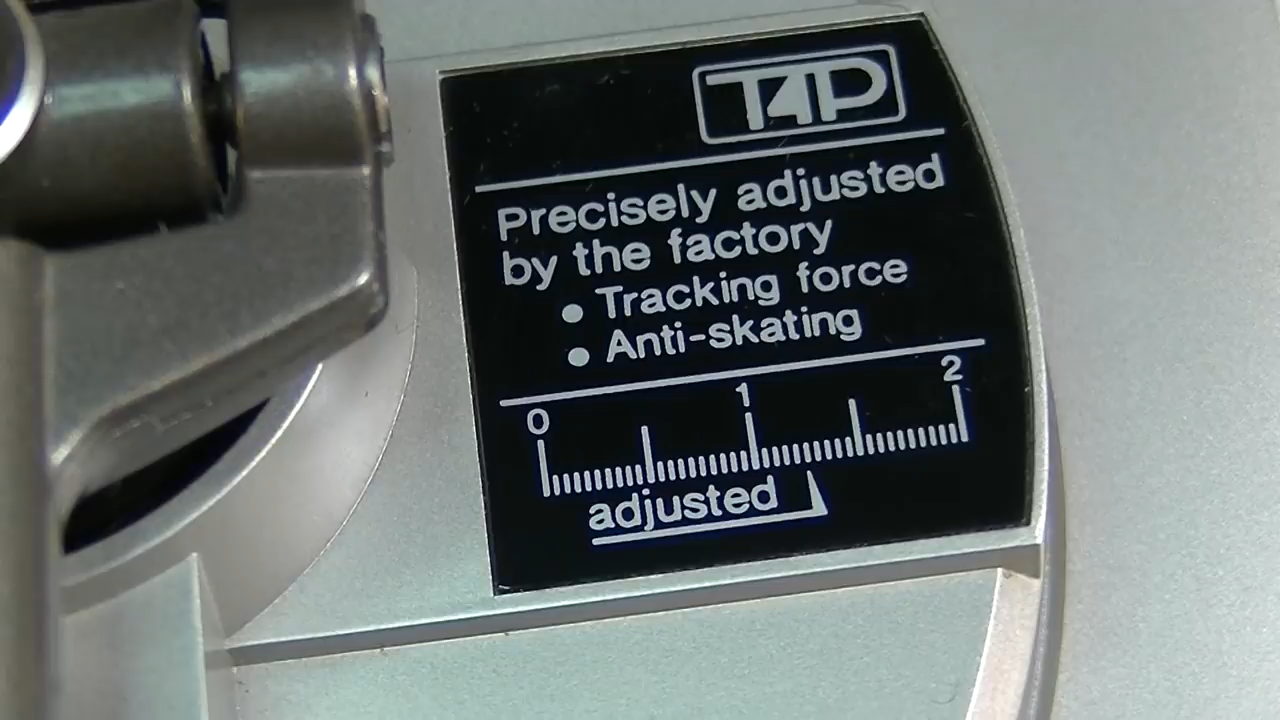 T4P
Precisely adjusted
by the factory
• Tracking force
• Anti-skating
0 1 2
adjusted